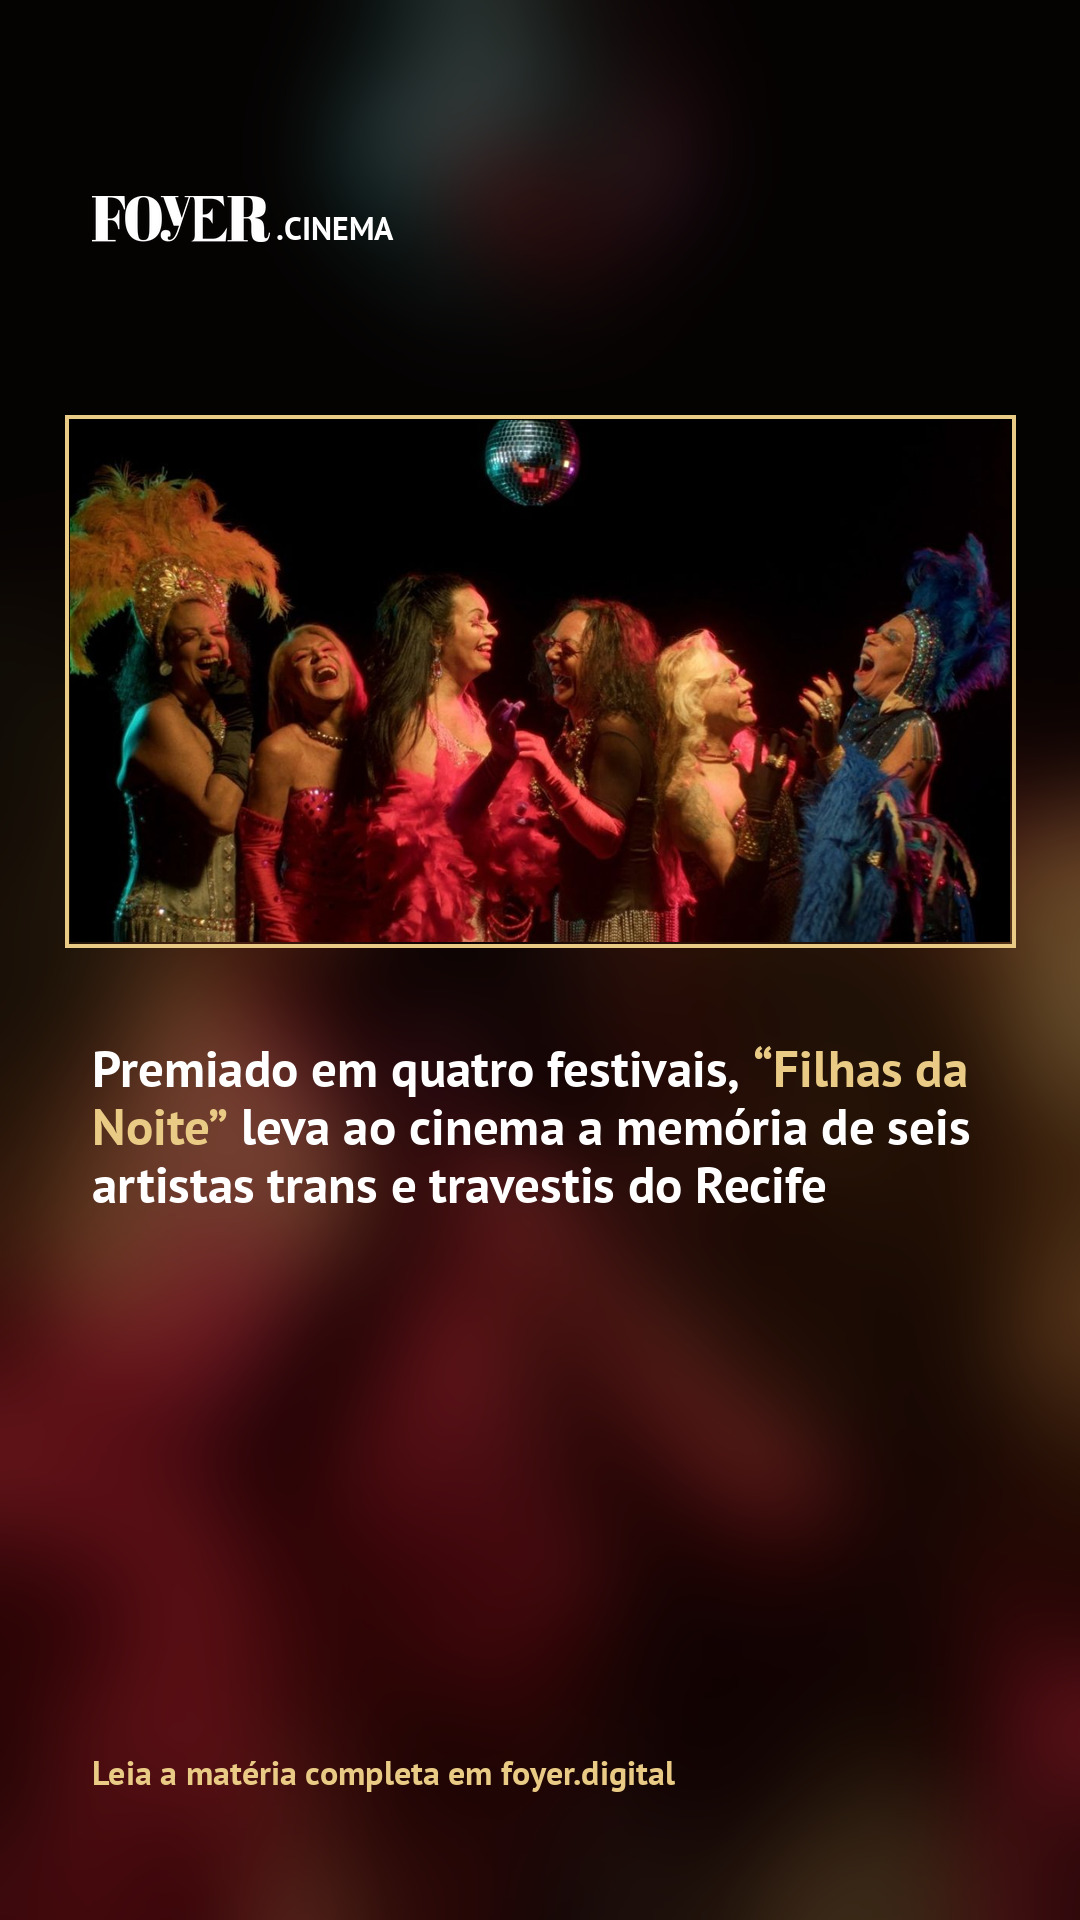 FOYER .CINEMA
Premiado em quatro festivais, “Filhas da
Noite” leva ao cinema a memória de seis
artistas trans e travestis do Recife
Leia a matéria completa em foyer.digital